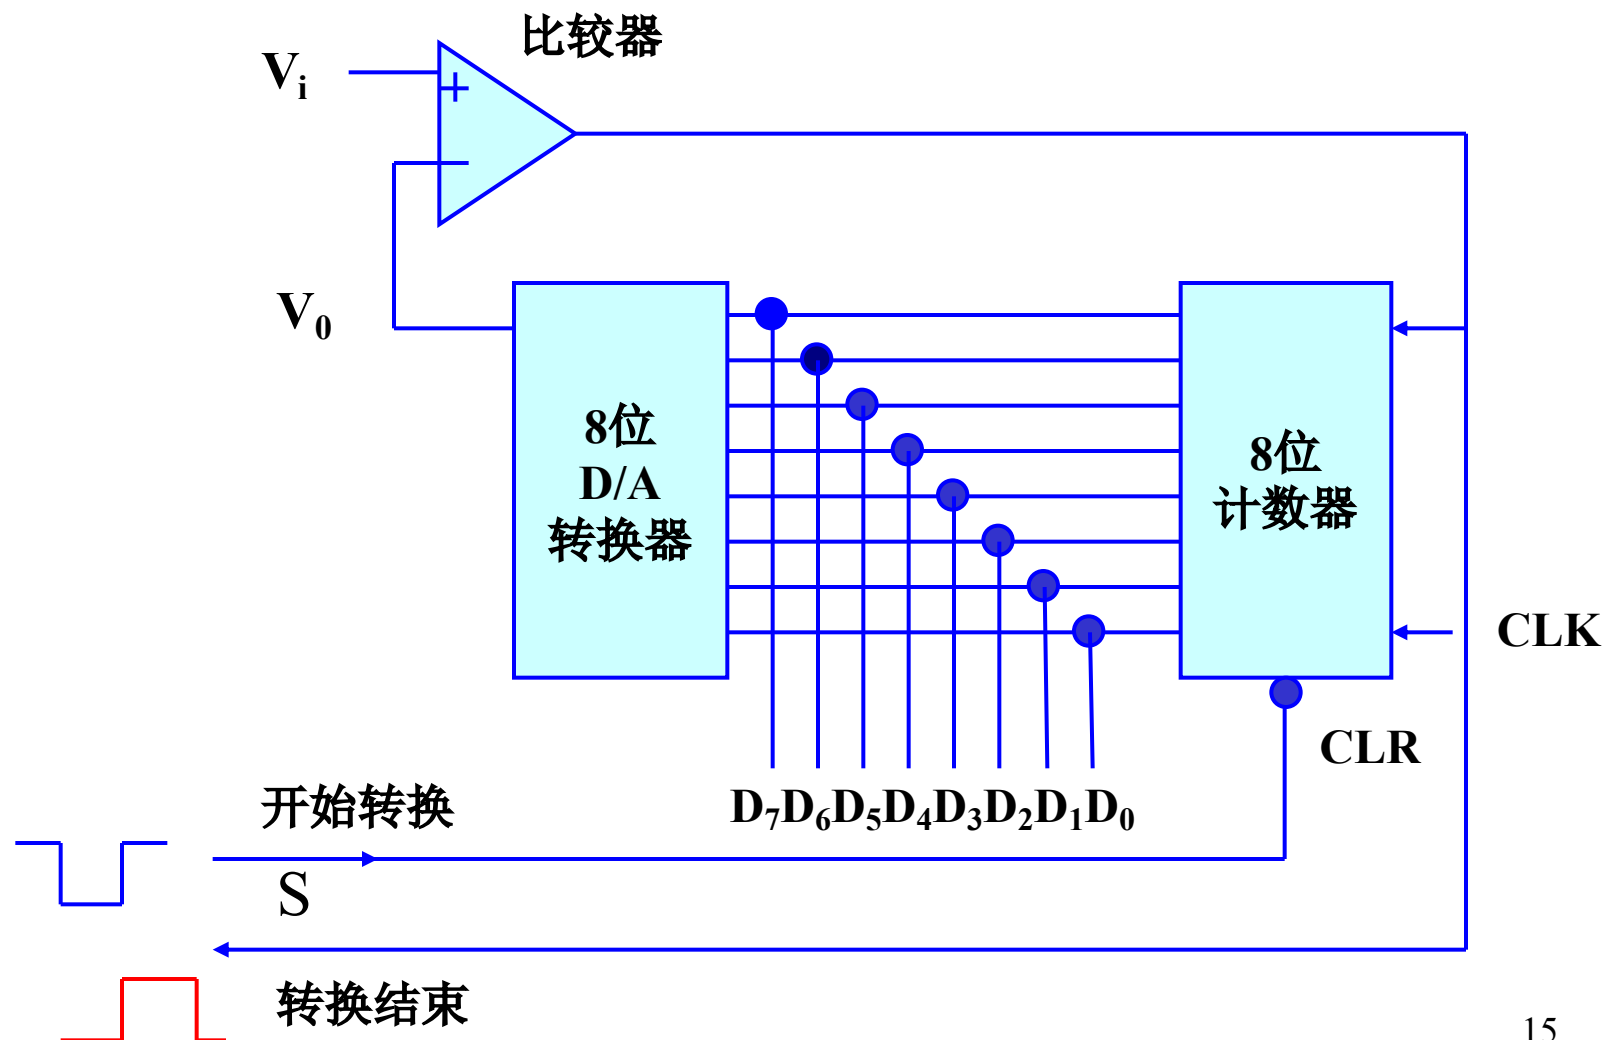 比较器
Vi
V0
8位
D/A
转换器
8位
计数器
CLK
CLR
D7D6D5D4D3D2D1D0
开始转换
S
转换结束
15